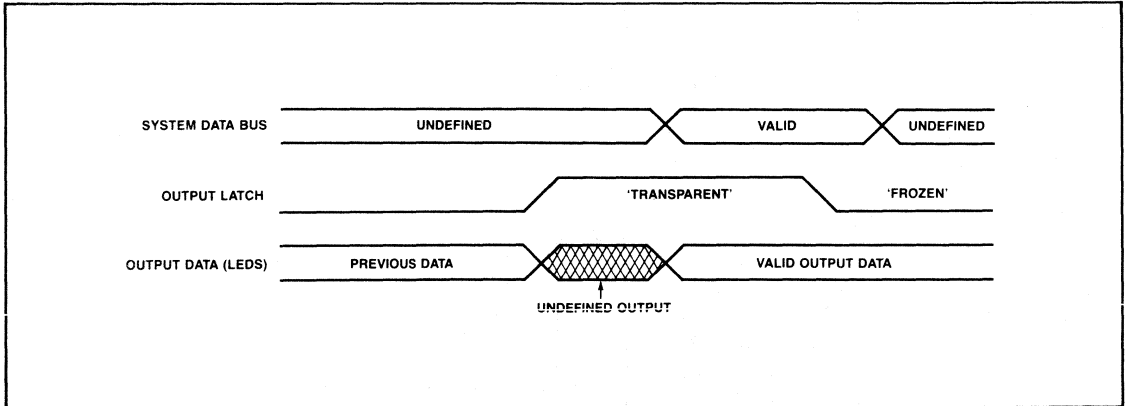 SYSTEM DATA BUS UNDEFINED VALID UNDEFINED
OUTPUT LATCH 'TRANSPARENT' 'FROZEN'
OUTPUT DATA (LEDS) PREVIOUS DATA VALID OUTPUT DATA
UNDEFINED OUTPUT